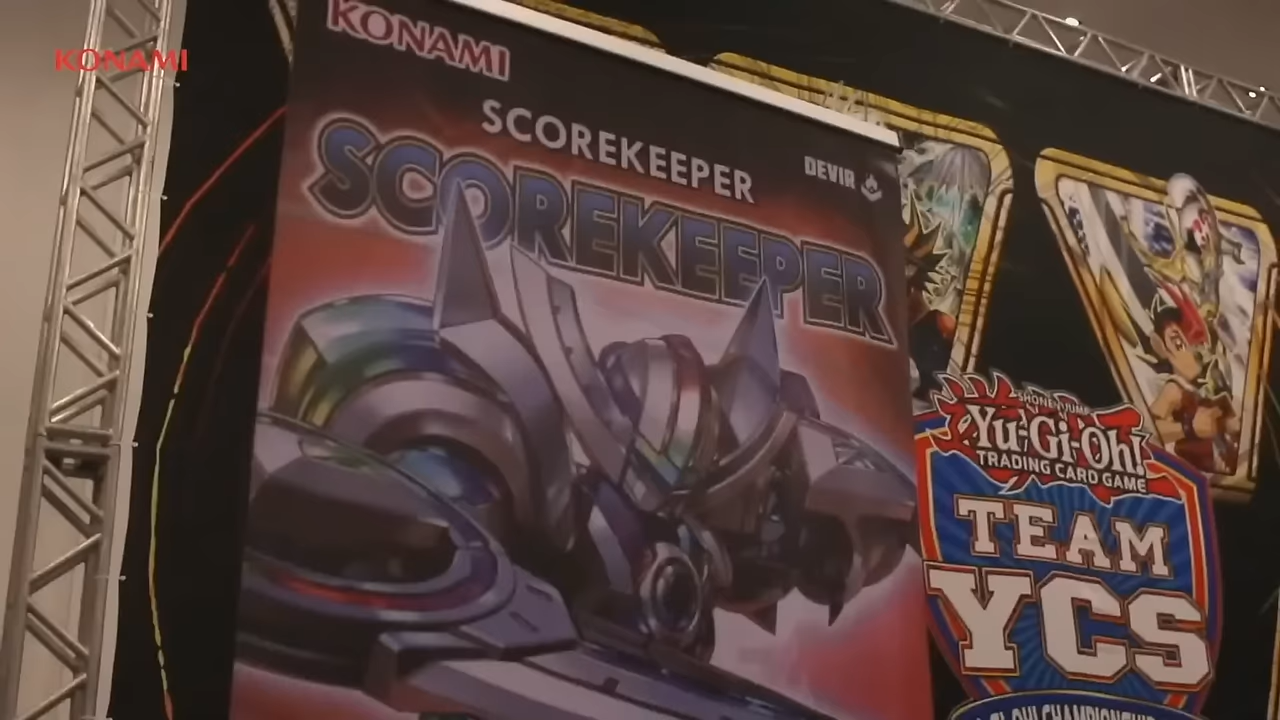 KONAMI
KONAMI
SCOREKEEPER
DEVIR
SCOREKEEPER
SHONEN JUMP
Yu-Gi-Oh!
TRADING CARD GAME
TEAM
YCS